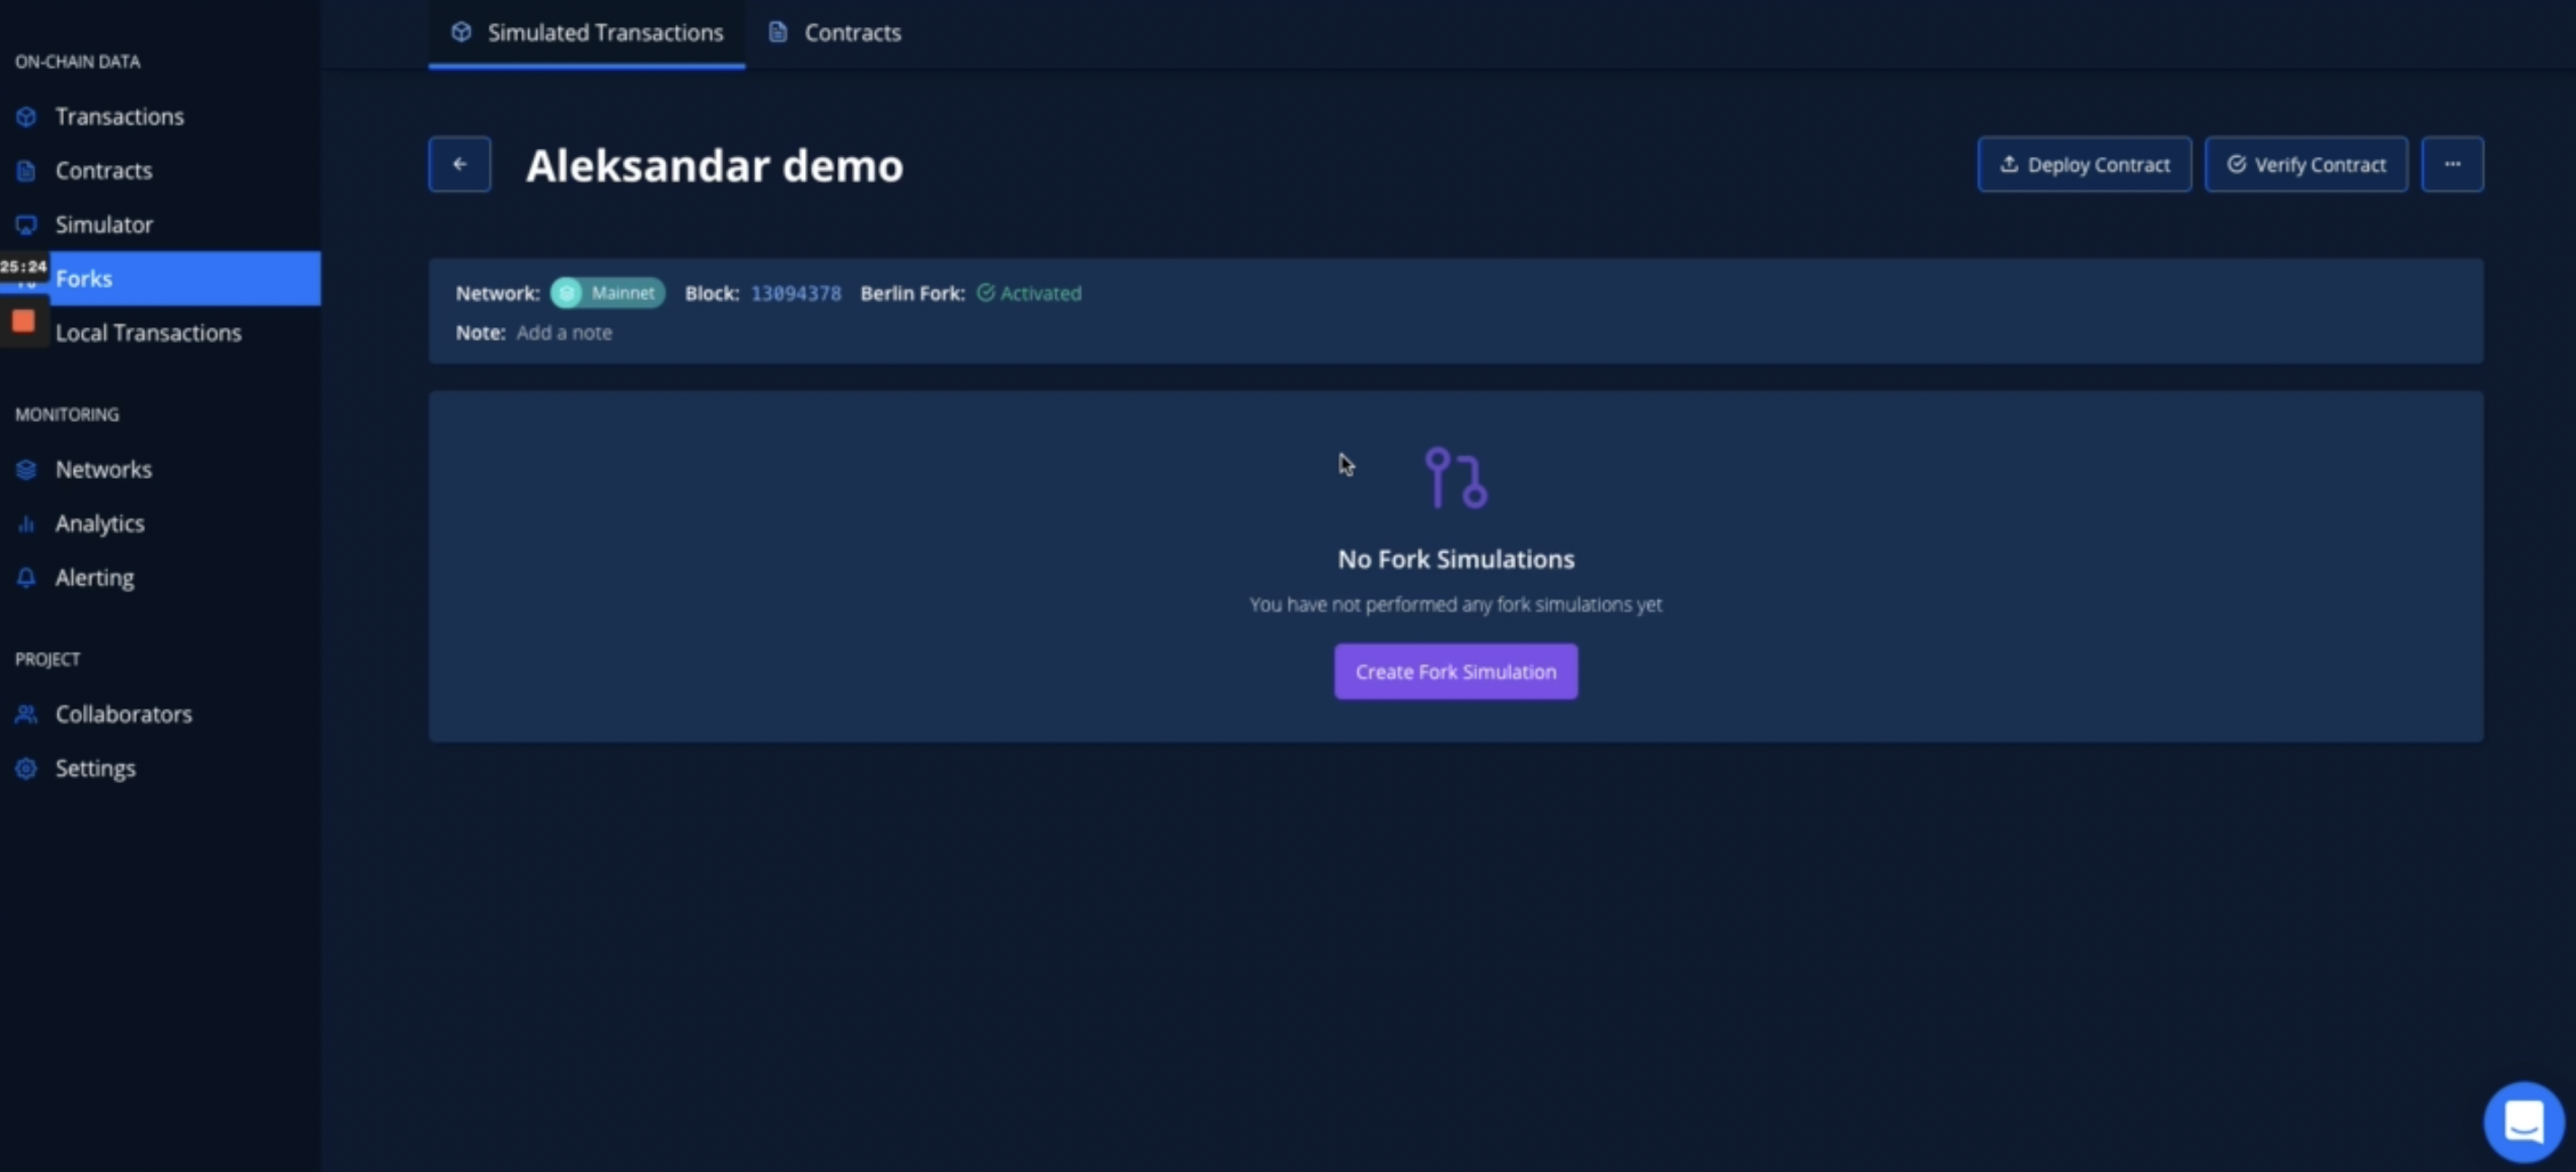 Simulated Transactions
Contracts
ON-CHAIN DATA
Transactions
Contracts
Simulator
25:24
Forks
Local Transactions
MONITORING
Networks
Analytics
Alerting
PROJECT
Collaborators
Settings
Aleksandar demo
Deploy Contract
Verify Contract
Network: Mainnet Block: 13094378 Berlin Fork: Activated
Note: Add a note
No Fork Simulations
You have not performed any fork simulations yet
Create Fork Simulation